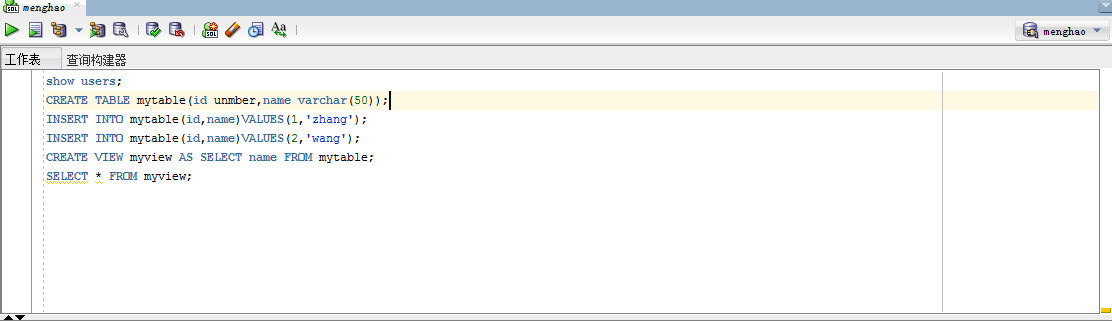 menghao
SQL
menghao
工作表 查询构建器
show users;
CREATE TABLE mytable(id unmber,name varchar(50));
INSERT INTO mytable(id,name)VALUES(1,'zhang');
INSERT INTO mytable(id,name)VALUES(2,'wang');
CREATE VIEW myview AS SELECT name FROM mytable;
SELECT * FROM myview;